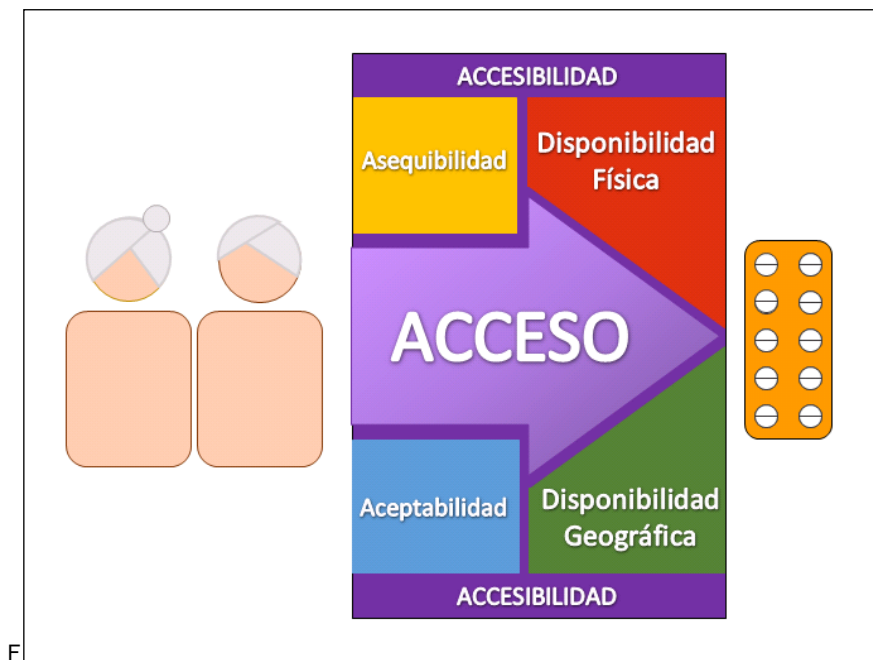 ACCESIBILIDAD
Asequibilidad
Disponibilidad
Física
ACCESO
Aceptabilidad
Disponibilidad
Geográfica
ACCESIBILIDAD
F